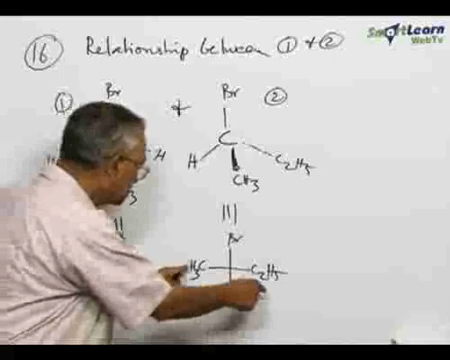 SmartLearn
WebTv
16 Relationship between ① & ②
① Br & Br ②
H C
H C2H5
CH3
Br
H3C C2H5